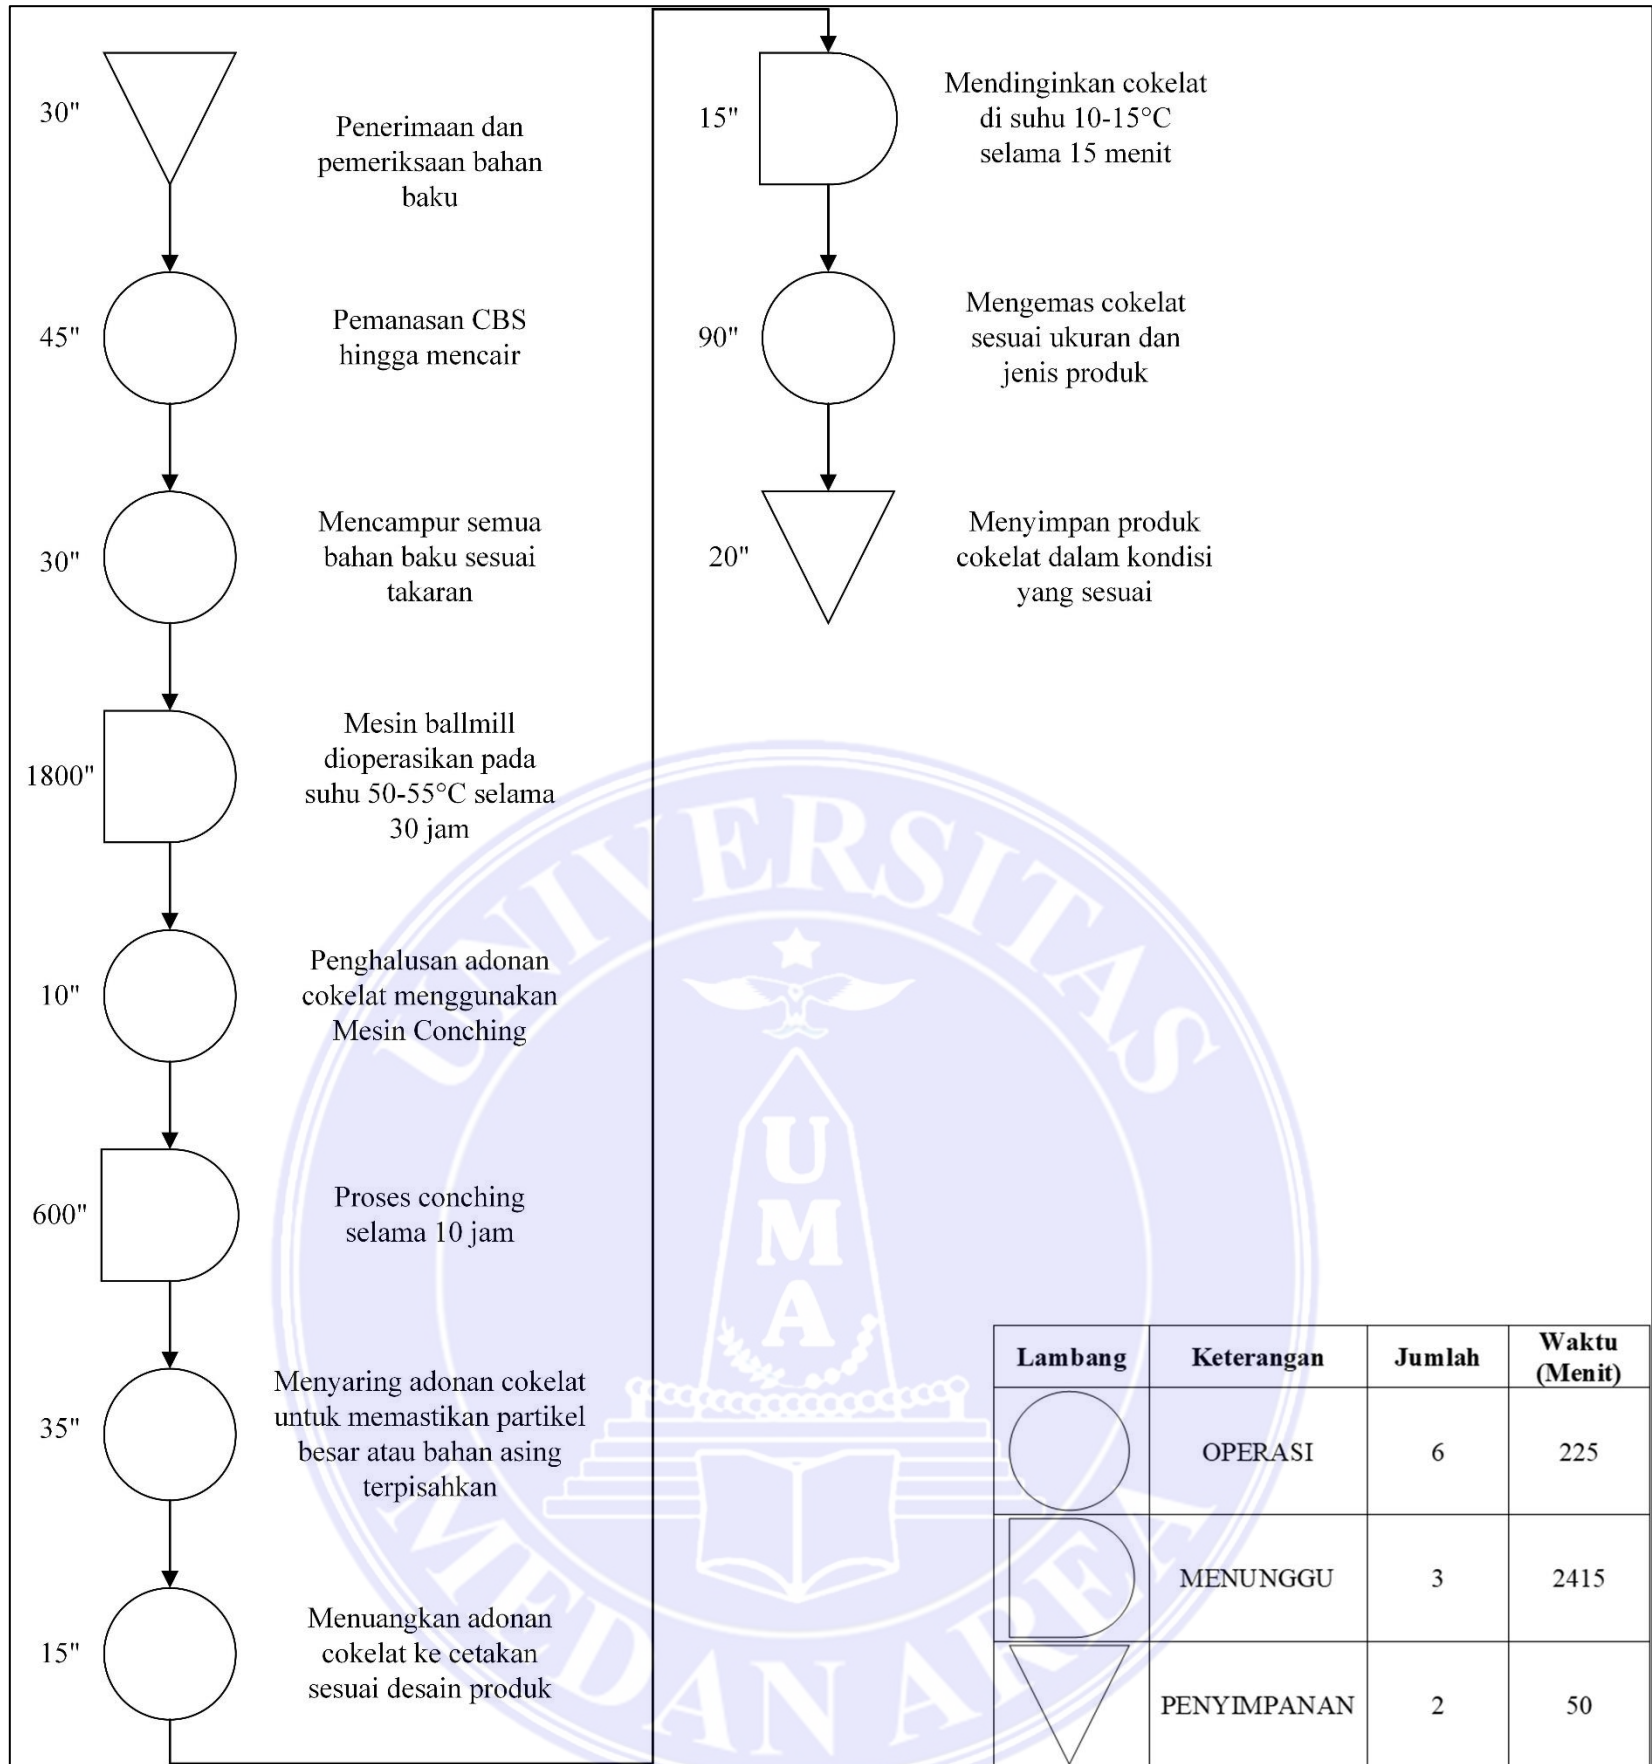 30"
Penerimaan dan
pemeriksaan bahan
baku
45"
Pemanasan CBS
hingga mencair
30"
Mencampur semua
bahan baku sesuai
takaran
1800"
Mesin ballmill
dioperasikan pada
suhu 50-55°C selama
30 jam
10"
Penghalusan adonan
cokelat menggunakan
Mesin Conching
600"
Proses conching
selama 10 jam
35"
Menyaring adonan cokelat
untuk memastikan partikel
besar atau bahan asing
terpisahkan
15"
Menuangkan adonan
cokelat ke cetakan
sesuai desain produk
15"
Mendinginkan cokelat
di suhu 10-15°C
selama 15 menit
90"
Mengemas cokelat
sesuai ukuran dan
jenis produk
20"
Menyimpan produk
cokelat dalam kondisi
yang sesuai
Lambang Keterangan Jumlah Waktu
(Menit)
OPERASI 6 225
MENUNGGU 3 2415
PENYIMPANAN 2 50
UNIVERSITAS
MEDAN AREA
U
M
A